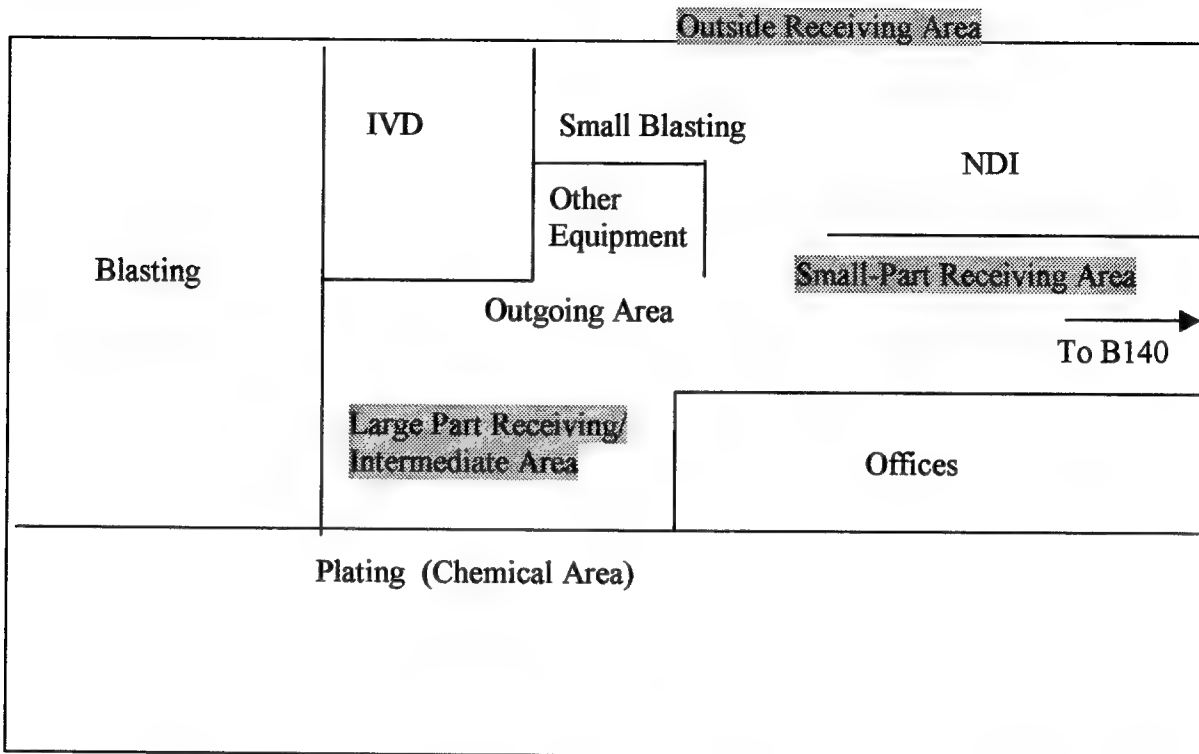 Outside Receiving Area
IVD
Small Blasting
NDI
Other
Equipment
Blasting
Small-Part Receiving Area
Outgoing Area
To B140
Large Part Receiving/
Intermediate Area
Offices
Plating (Chemical Area)